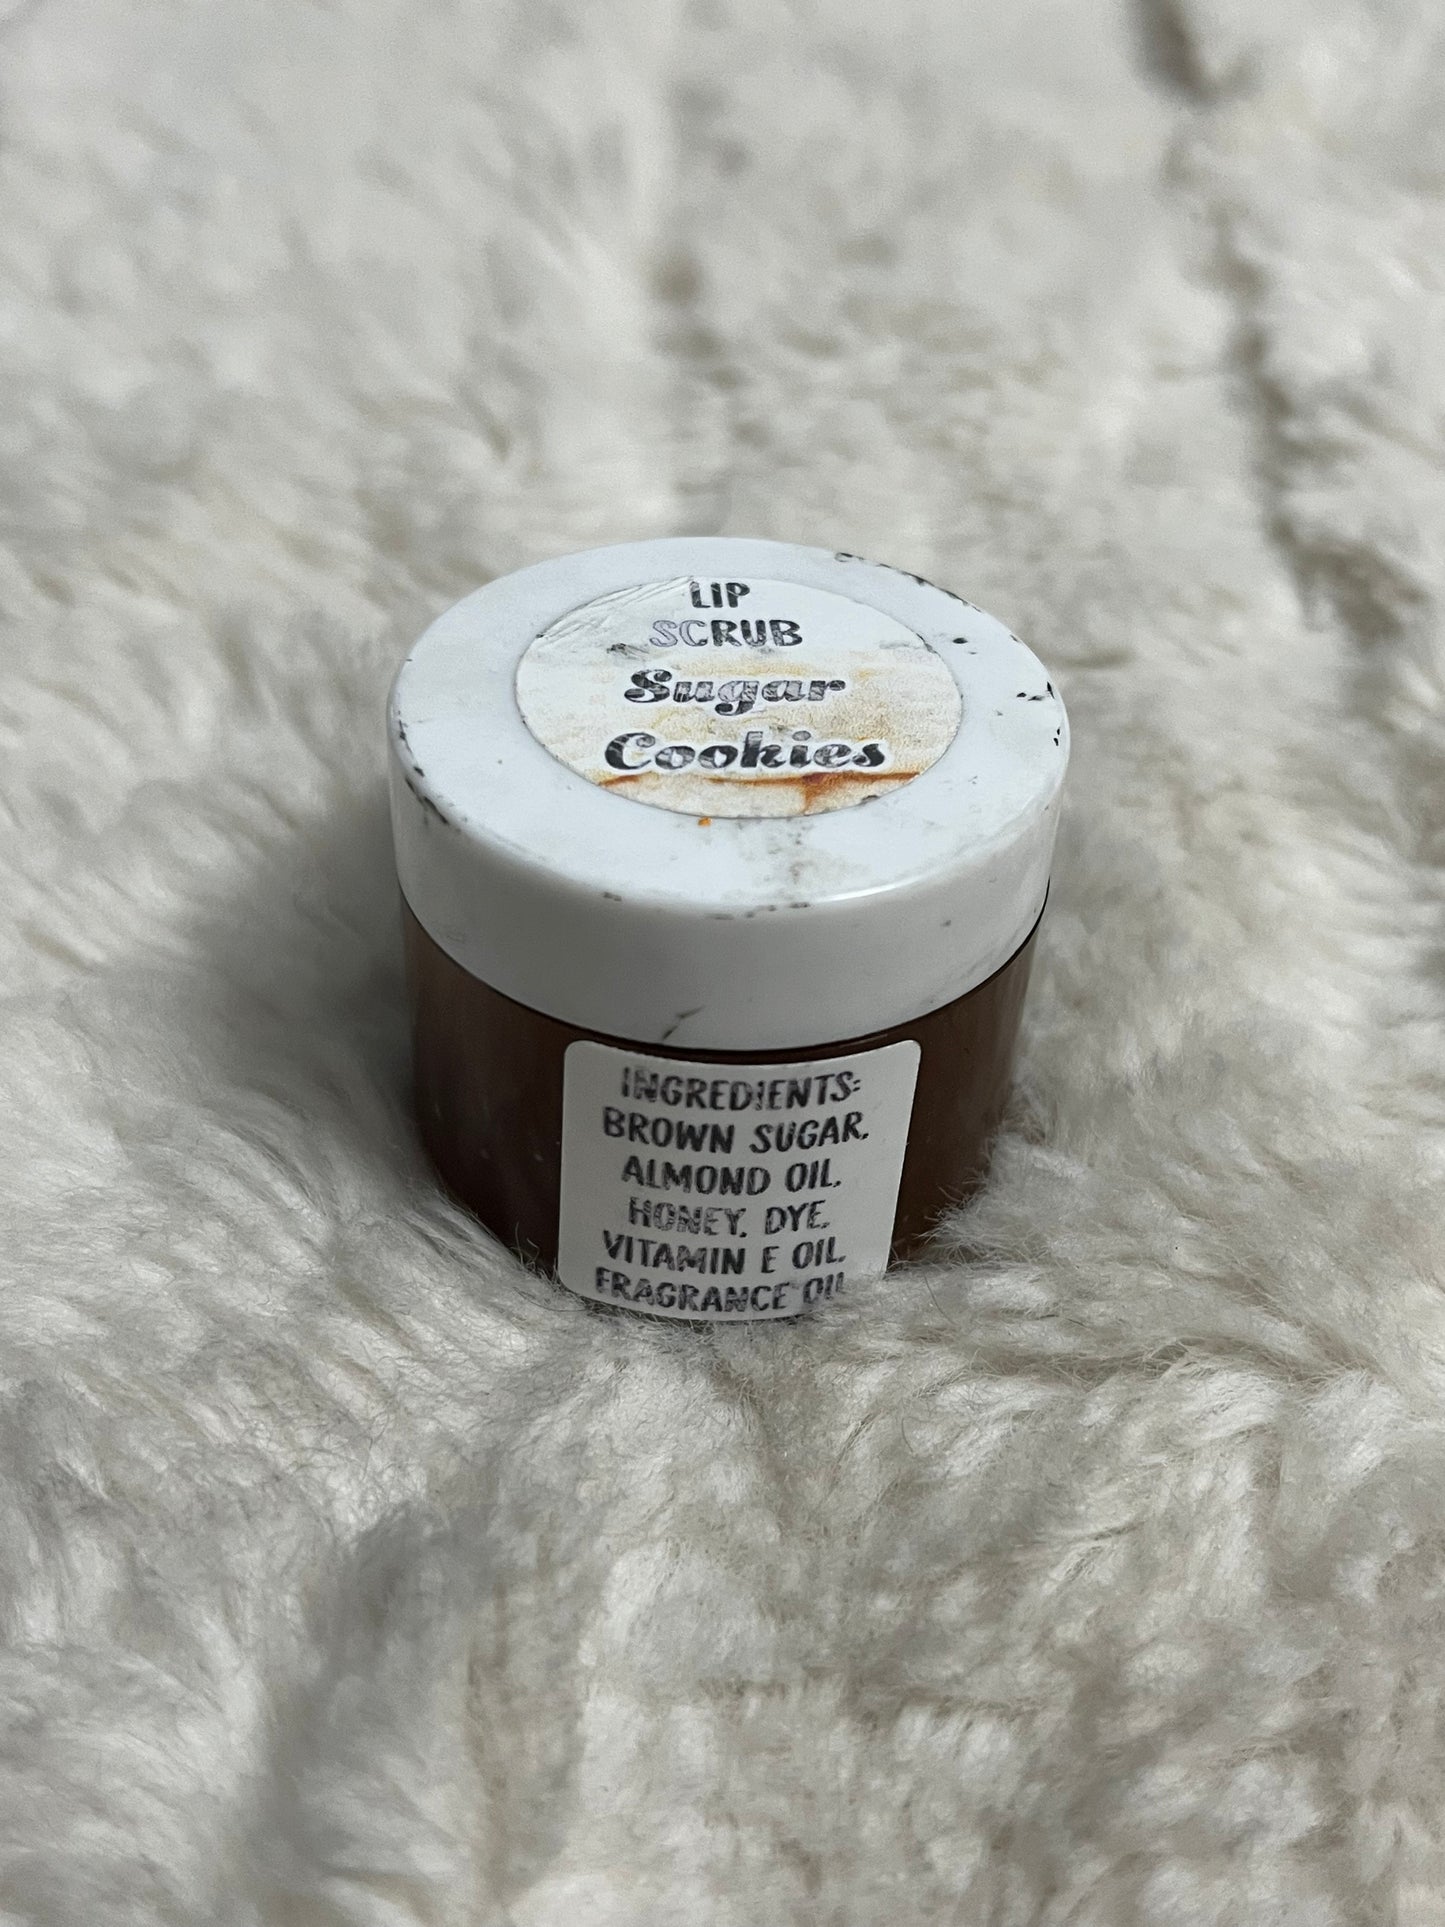 LIP
SCRUB
Sugar
Cookies
INGREDIENTS:
BROWN SUGAR,
ALMOND OIL,
HONEY, DYE,
VITAMIN E OIL,
FRAGRANCE OIL